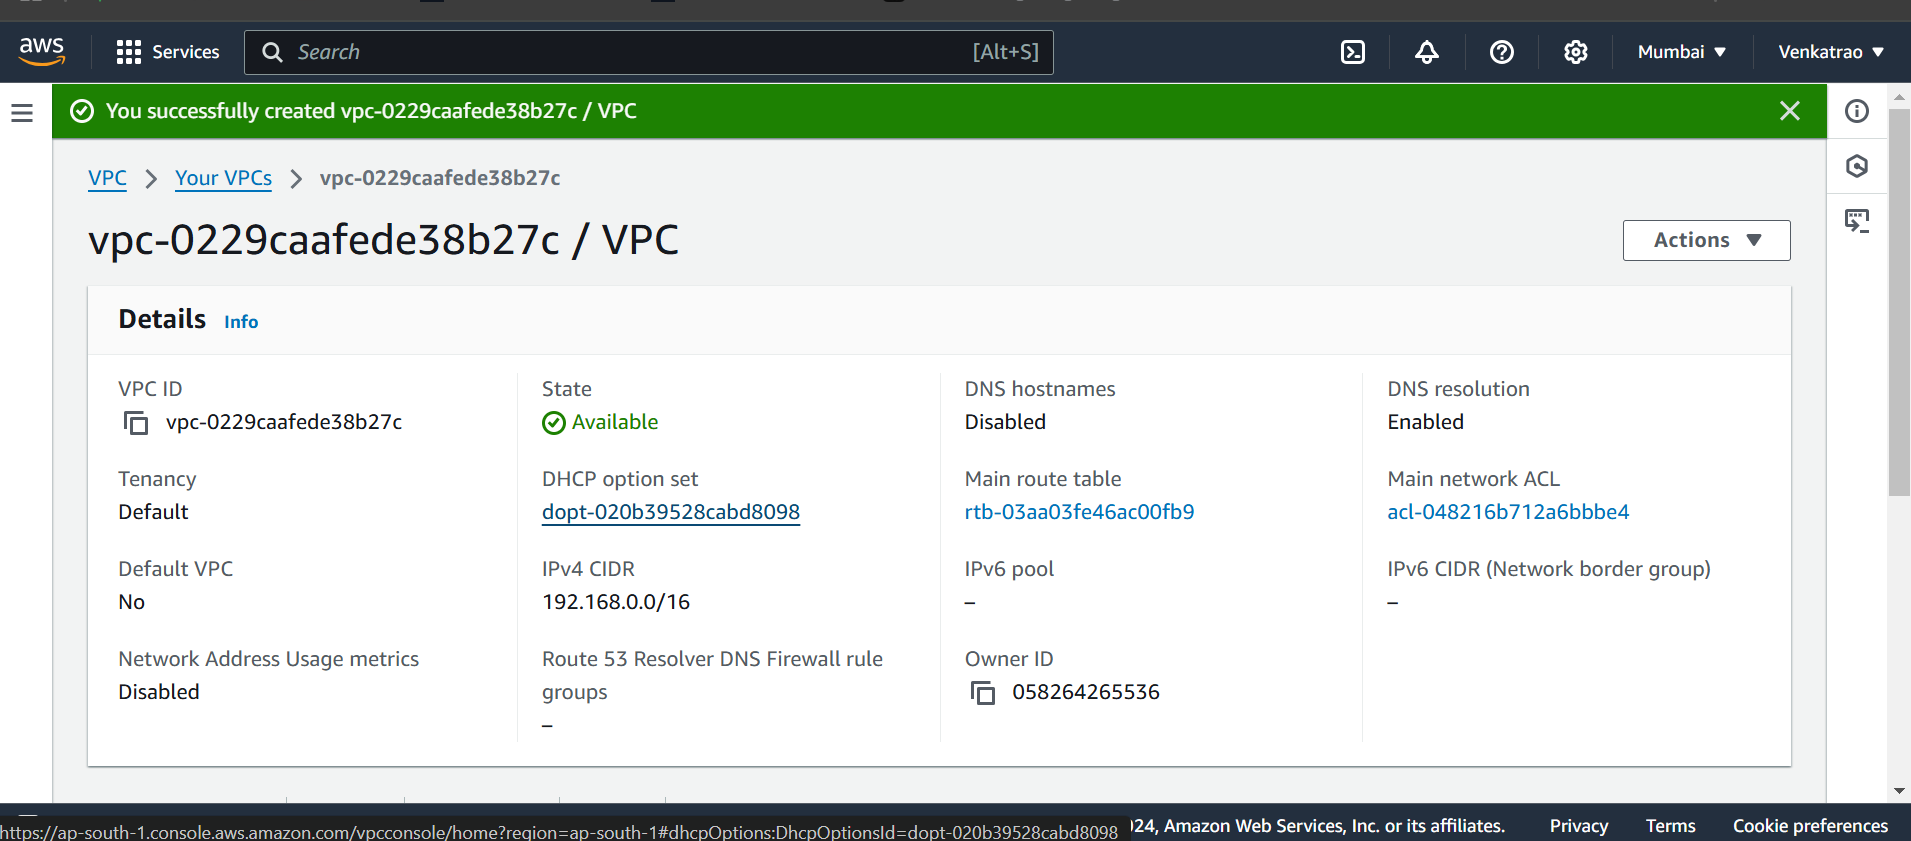 aws
Services
Search
[Alt+S]
Mumbai
Venkatrao
You successfully created vpc-0229caafede38b27c / VPC
VPC
Your VPCs
vpc-0229caafede38b27c
vpc-0229caafede38b27c / VPC
Actions
Details
Info
VPC ID
vpc-0229caafede38b27c
State
Available
DNS hostnames
Disabled
DNS resolution
Enabled
Tenancy
Default
DHCP option set
dopt-020b39528cabd8098
Main route table
rtb-03aa03fe46ac00fb9
Main network ACL
acl-048216b712a6bbbe4
Default VPC
No
IPv4 CIDR
192.168.0.0/16
IPv6 pool
–
IPv6 CIDR (Network border group)
–
Network Address Usage metrics
Disabled
Route 53 Resolver DNS Firewall rule
groups
–
Owner ID
058264265536
https://ap-south-1.console.aws.amazon.com/vpcconsole/home?region=ap-south-1#dhcpOptions:DhcpOptionsId=dopt-020b39528cabd8098
24, Amazon Web Services, Inc. or its affiliates.
Privacy
Terms
Cookie preferences